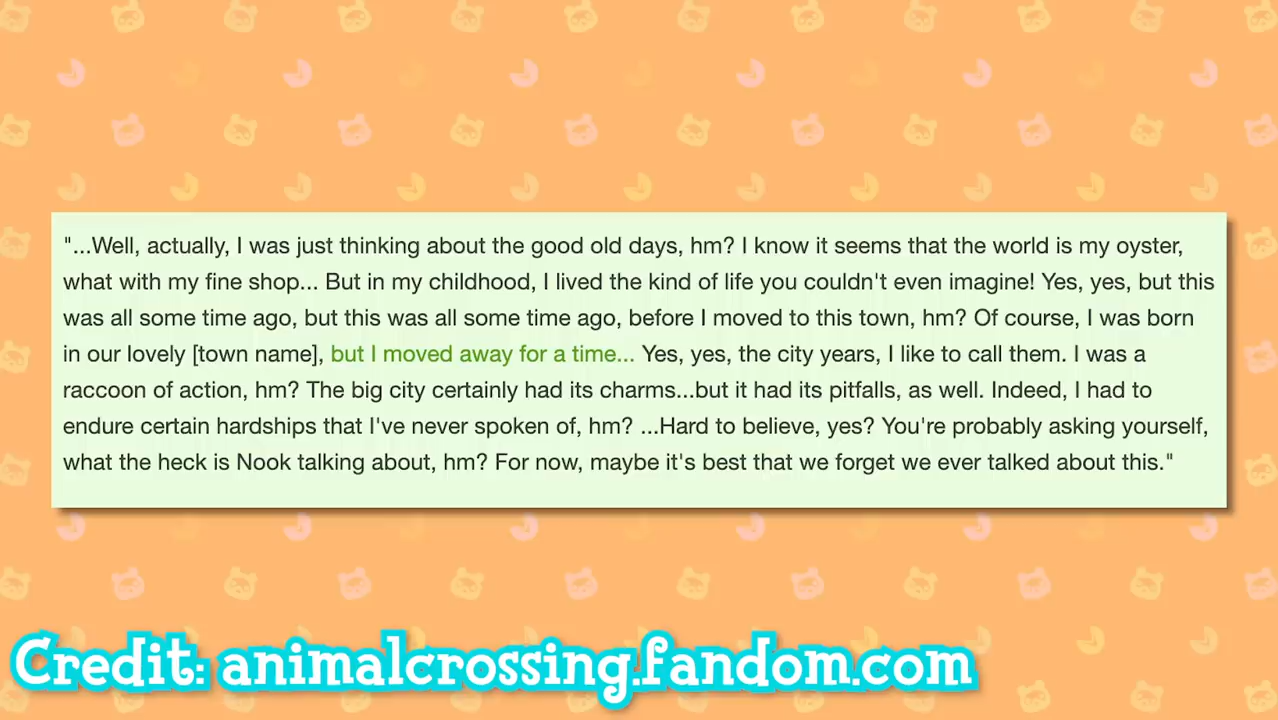 "...Well, actually, I was just thinking about the good old days, hm? I know it seems that the world is my oyster,
what with my fine shop... But in my childhood, I lived the kind of life you couldn't even imagine! Yes, yes, but this
was all some time ago, but this was all some time ago, before I moved to this town, hm? Of course, I was born
in our lovely [town name], but I moved away for a time... Yes, yes, the city years, I like to call them. I was a
raccoon of action, hm? The big city certainly had its charms...but it had its pitfalls, as well. Indeed, I had to
endure certain hardships that I've never spoken of, hm? ...Hard to believe, yes? You're probably asking yourself,
what the heck is Nook talking about, hm? For now, maybe it's best that we forget we ever talked about this."
Credit: animalcrossing.fandom.com